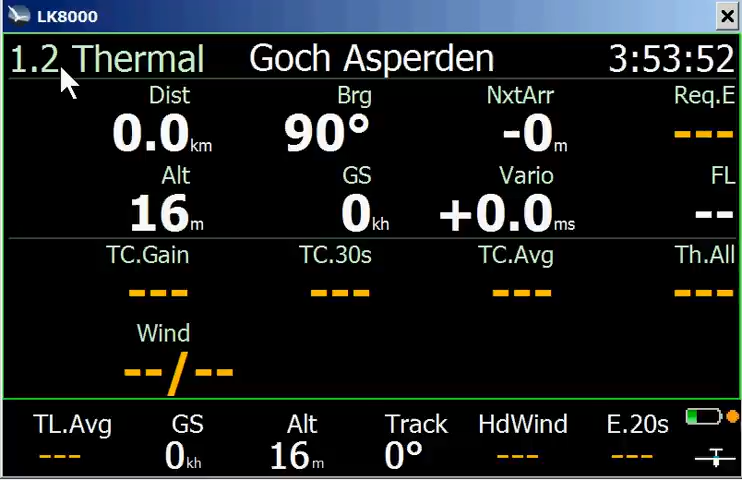 LK8000
1.2 Thermal Goch Asperden 3:53:52
Dist Brg NxtArr Req.E
0.0km 90° -0m ---
Alt GS Vario FL
16m 0kh +0.0ms --
TC.Gain TC.30s TC.Avg Th.All
--- --- --- ---
Wind
--/--
TL.Avg GS Alt Track HdWind E.20s
--- 0kh 16m 0° --- ---